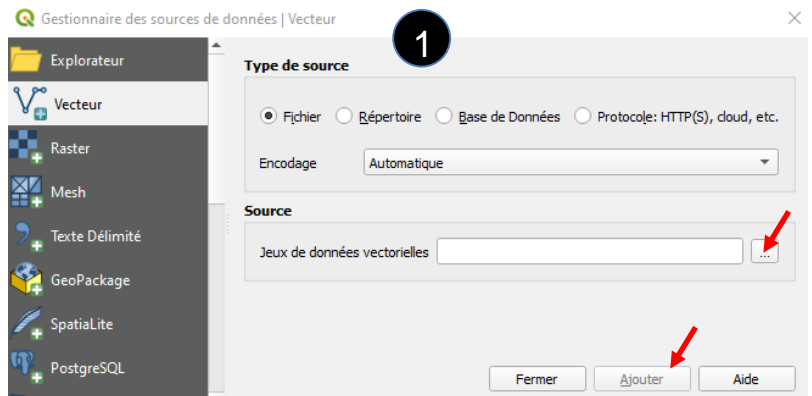 Gestionnaire des sources de données | Vecteur
1
Explorateur
Vecteur
Raster
Mesh
Texte Délimité
GeoPackage
SpatiaLite
PostgreSQL
Type de source
Fichier Répertoire Base de Données Protocole: HTTP(S), cloud, etc.
Encodage Automatique
Source
Jeux de données vectorielles ...
Fermer Ajouter Aide